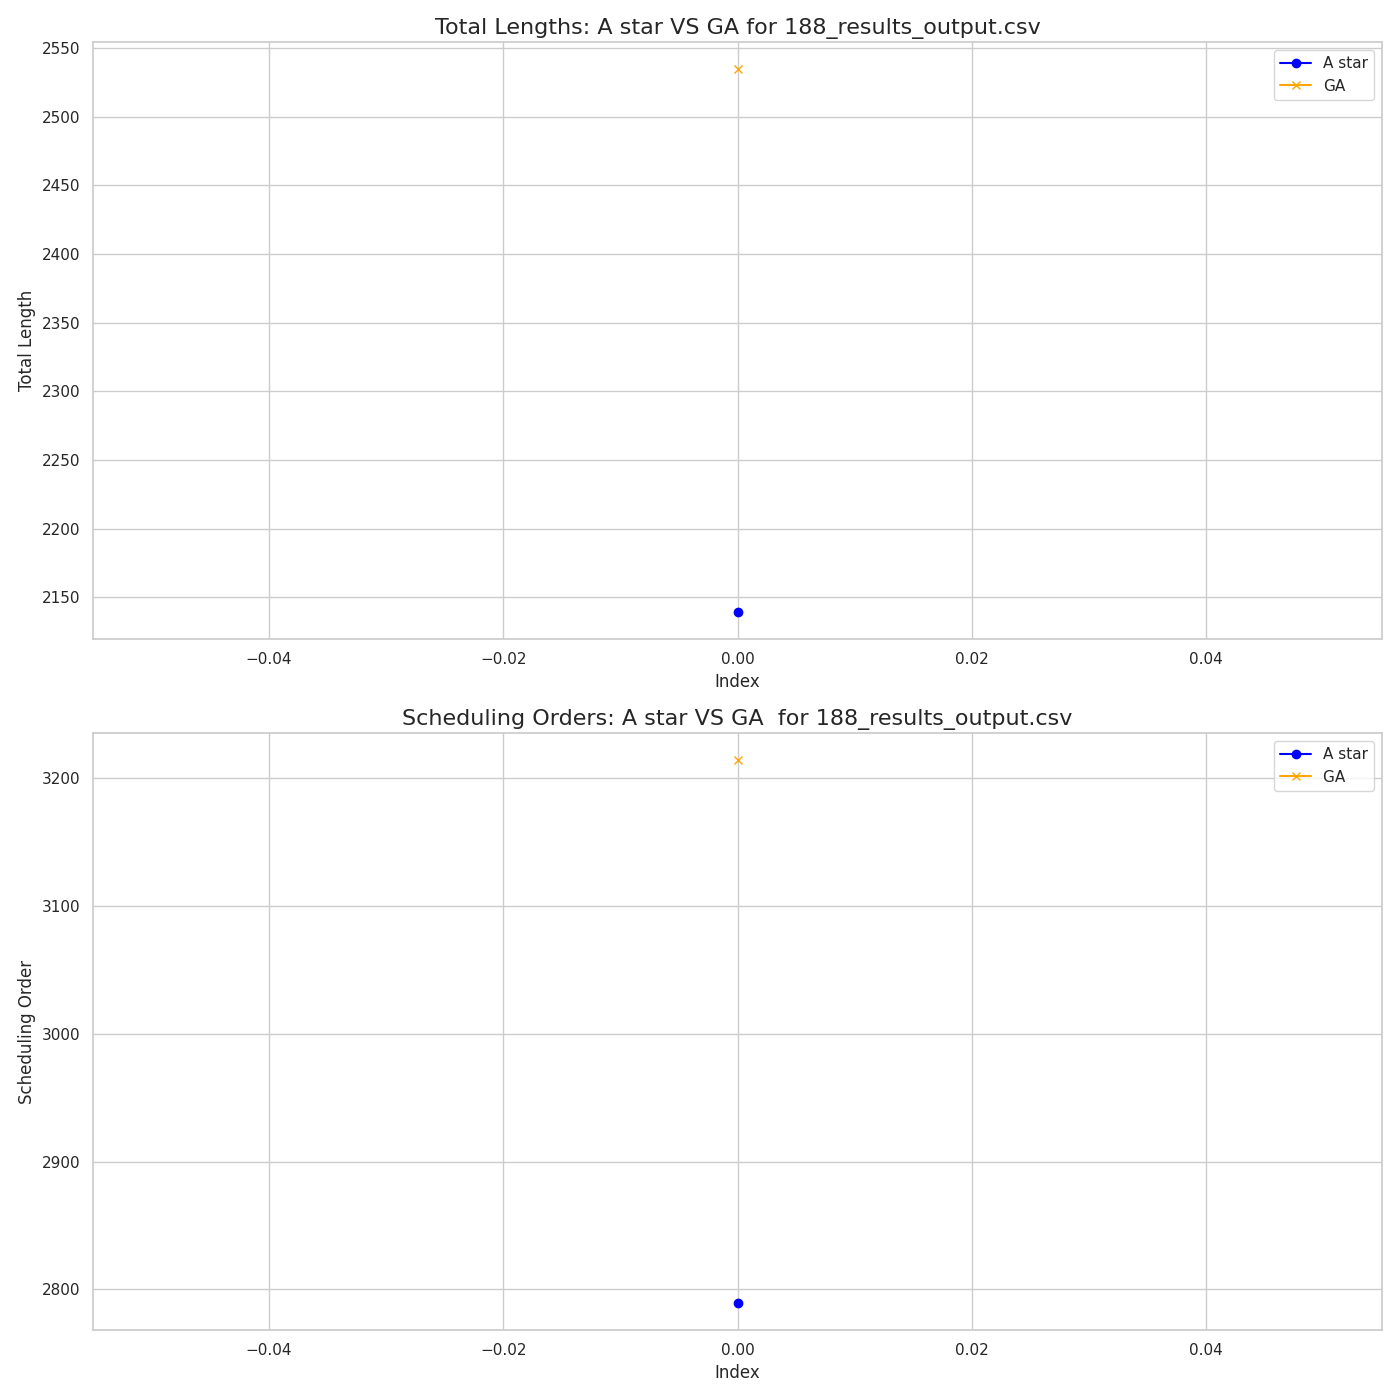 Total Lengths: A star VS GA for 188_results_output.csv
2550
2500
2450
2400
2350
2300
2250
2200
2150
Total Length
A star
GA
−0.04
−0.02
0.00
0.02
0.04
Index
Scheduling Orders: A star VS GA  for 188_results_output.csv
3200
3100
3000
2900
2800
Scheduling Order
A star
GA
−0.04
−0.02
0.00
0.02
0.04
Index